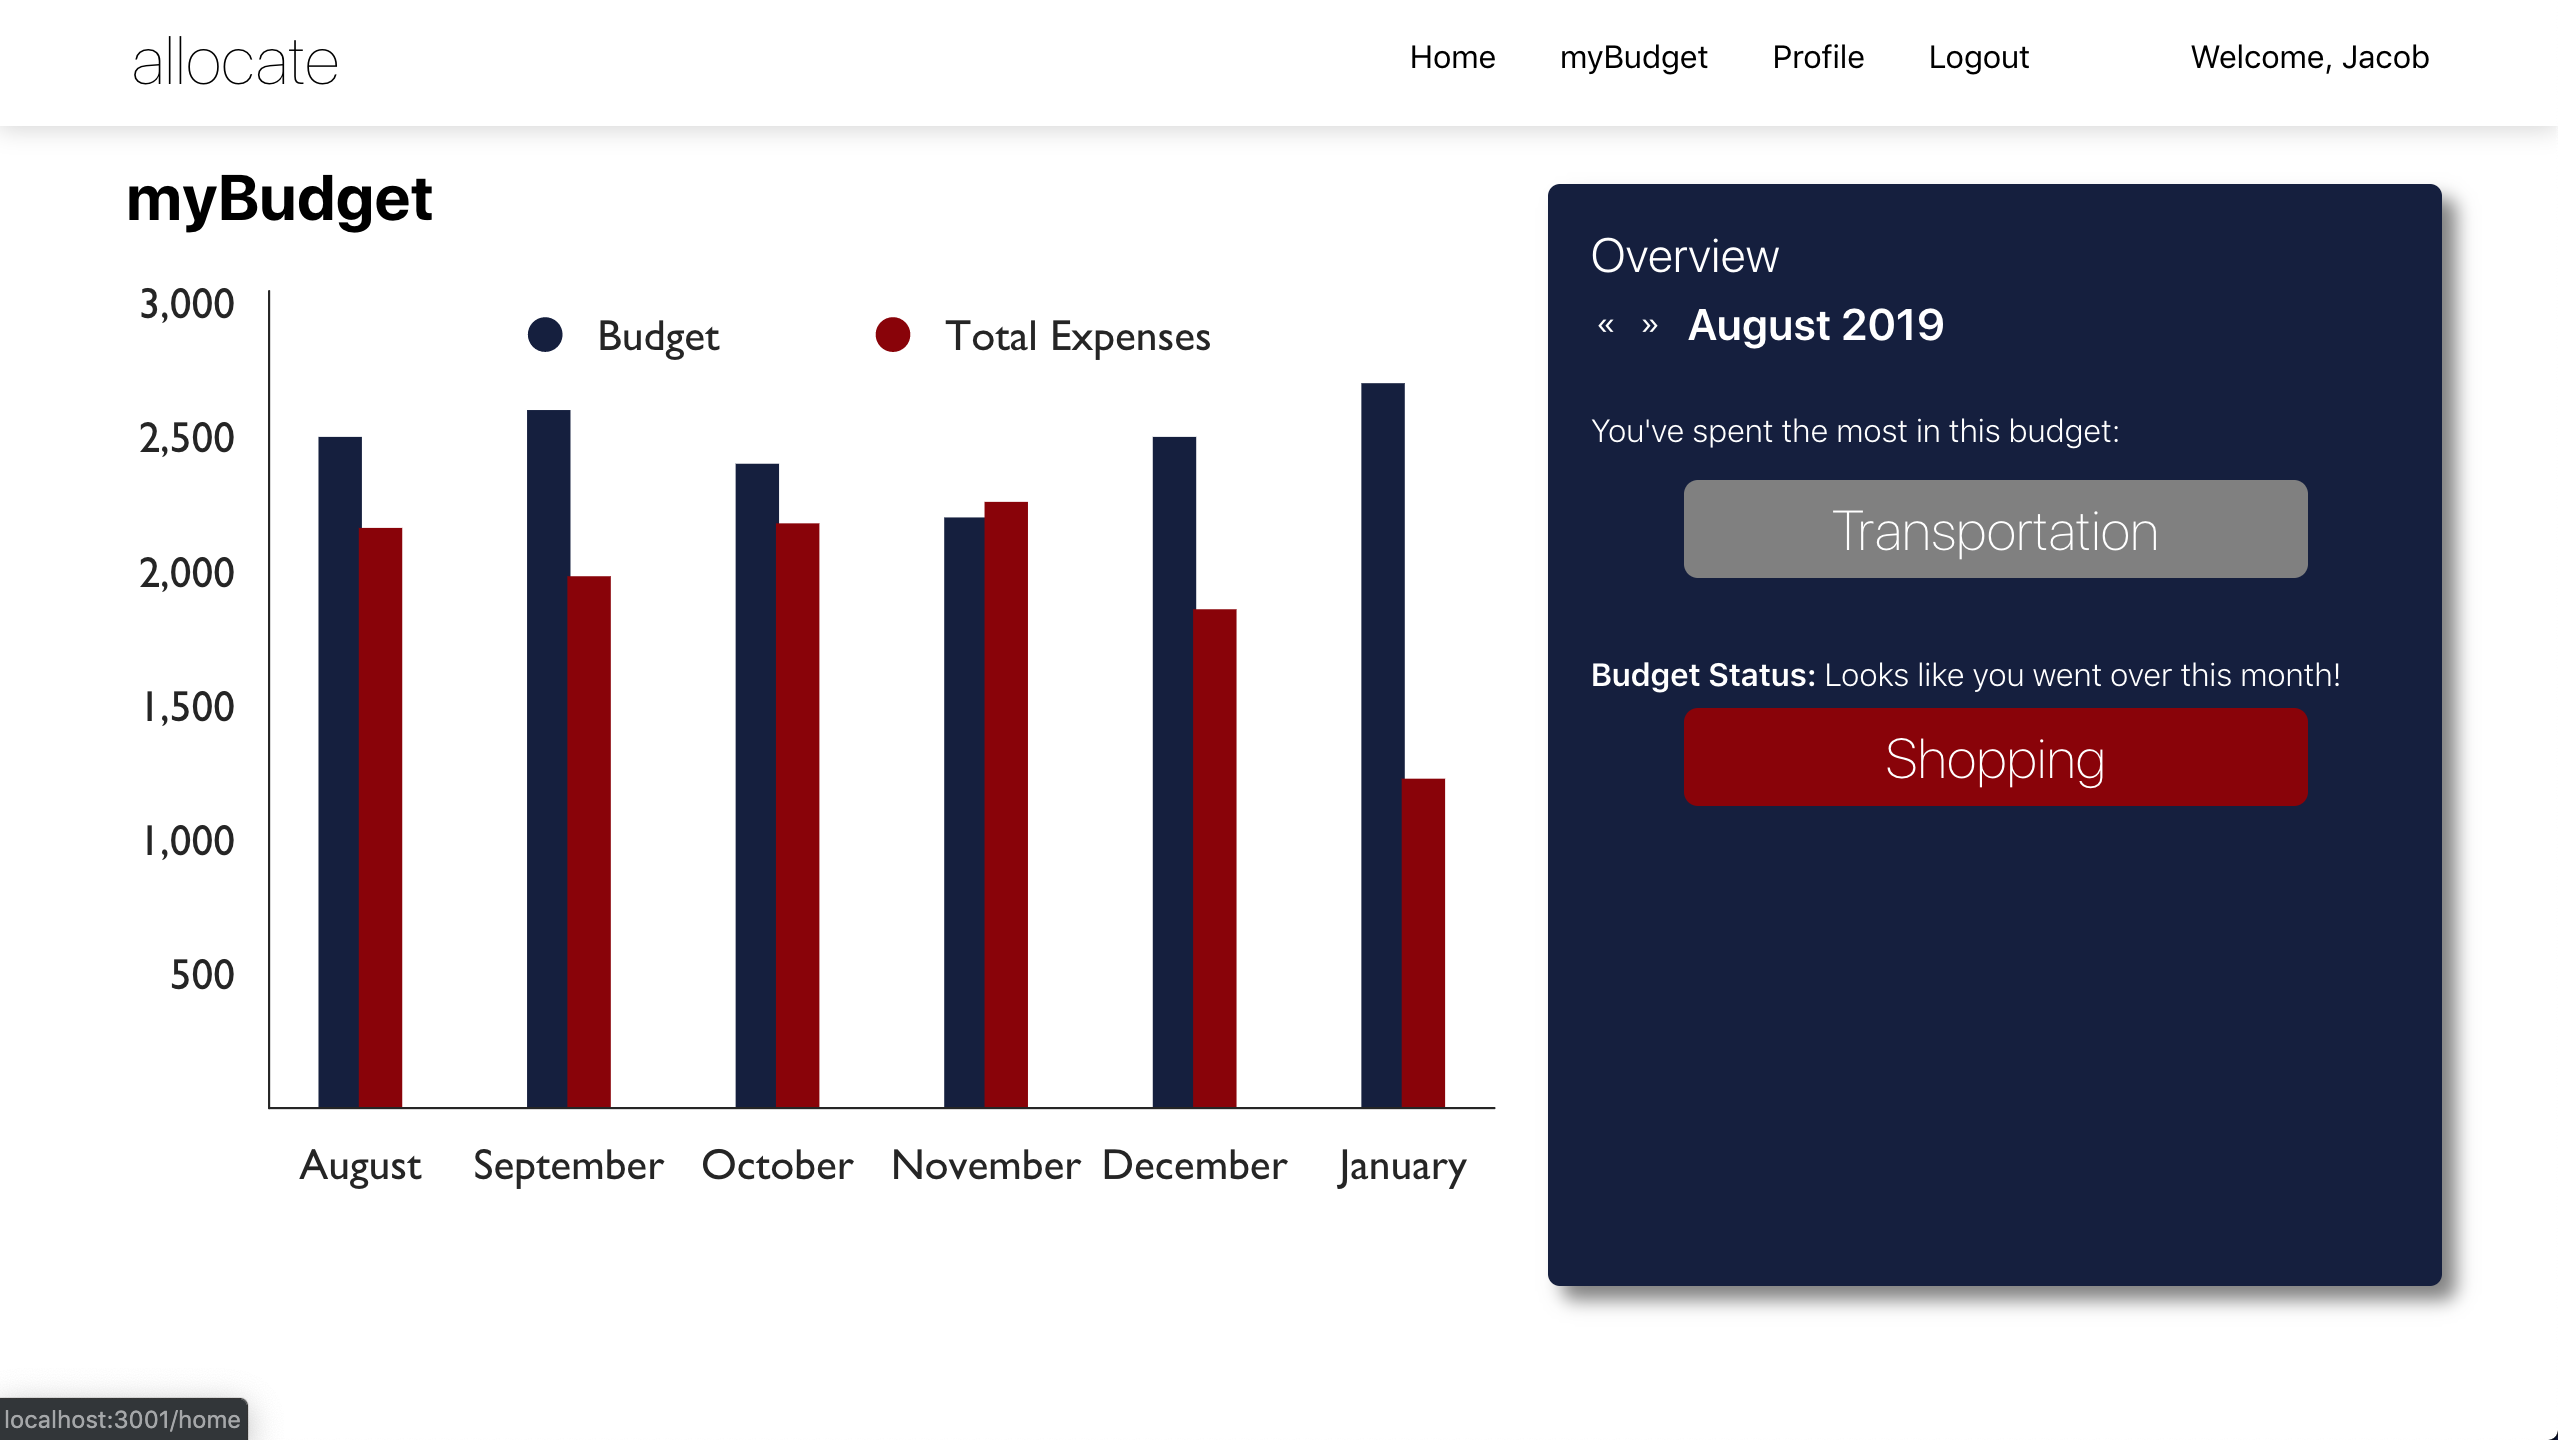 allocate
Home myBudget Profile Logout Welcome, Jacob
myBudget
3,000
2,500
2,000
1,500
1,000
500
Budget Total Expenses
August September October November December January
Overview
« » August 2019
You've spent the most in this budget:
Transportation
Budget Status: Looks like you went over this month!
Shopping
localhost:3001/home